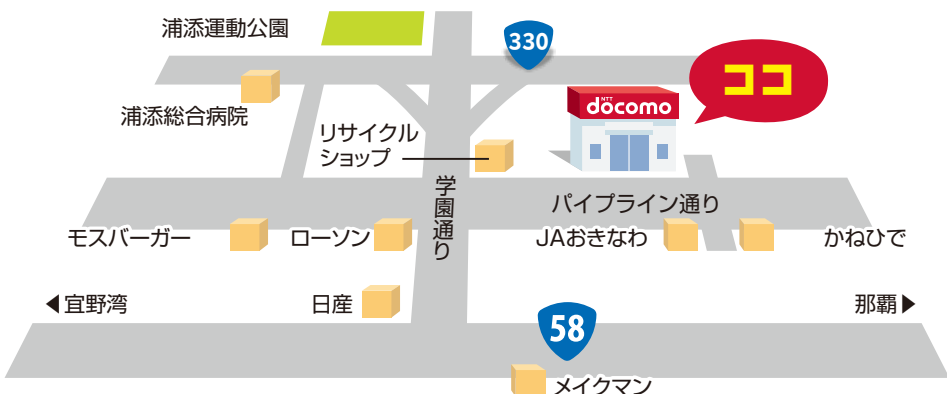 浦添運動公園
330
ココ
NTT
döcomo
浦添総合病院
リサイクル
ショップ
学園通り
パイプライン通り
モスバーガー
ローソン
JAおきなわ
かねひで
宜野湾
日産
那覇
58
メイクマン